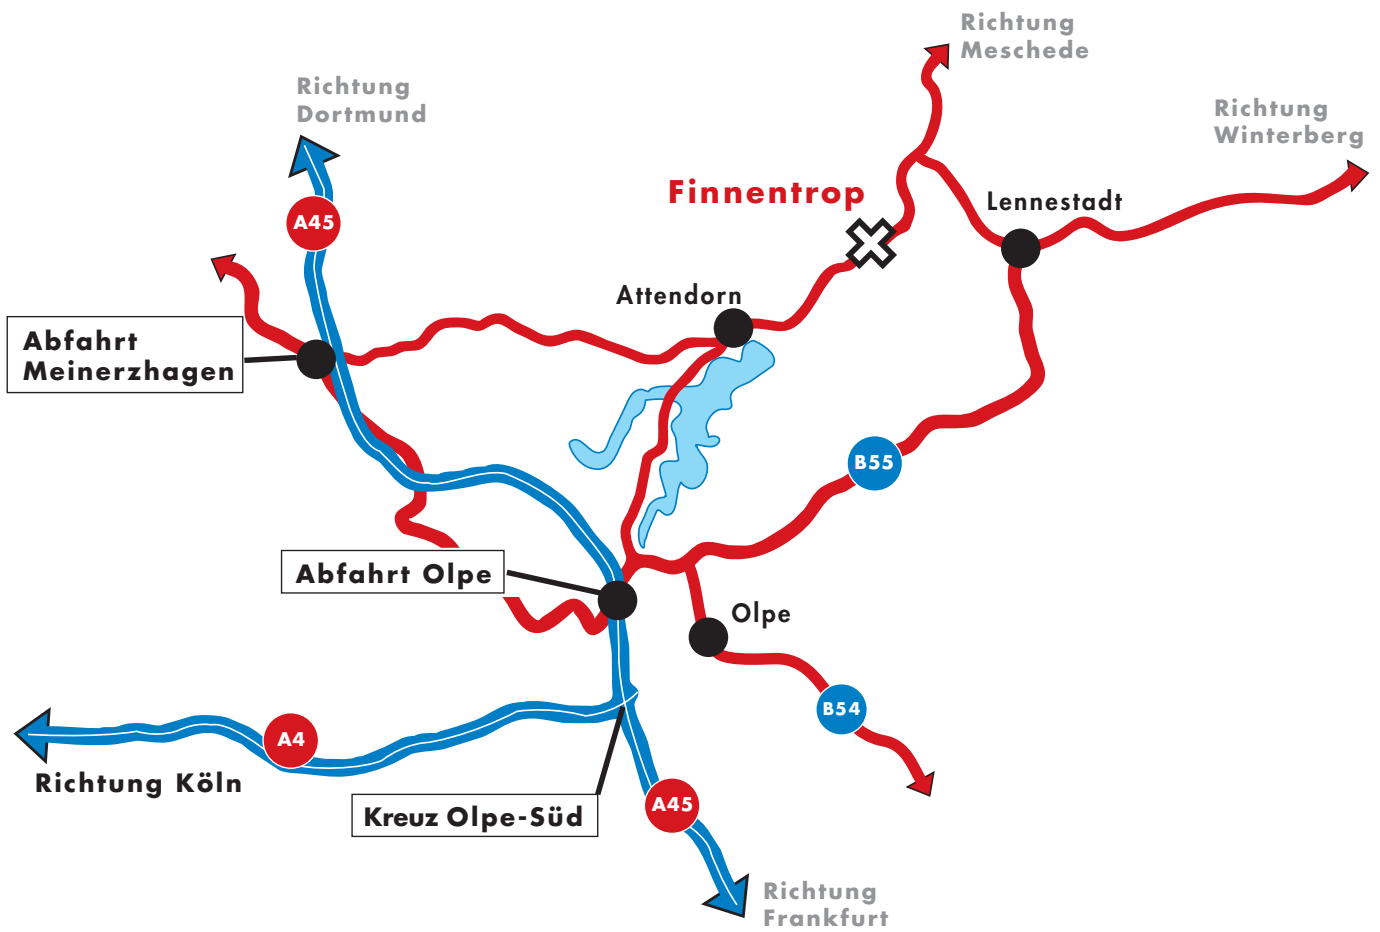 Richtung
Meschede
Richtung
Dortmund
Richtung
Winterberg
Finnentrop
Lennestadt
A45
Attendorn
Abfahrt
Meinerzhagen
B55
Abfahrt Olpe
Olpe
B54
A4
Richtung Köln
Kreuz Olpe-Süd
A45
Richtung
Frankfurt